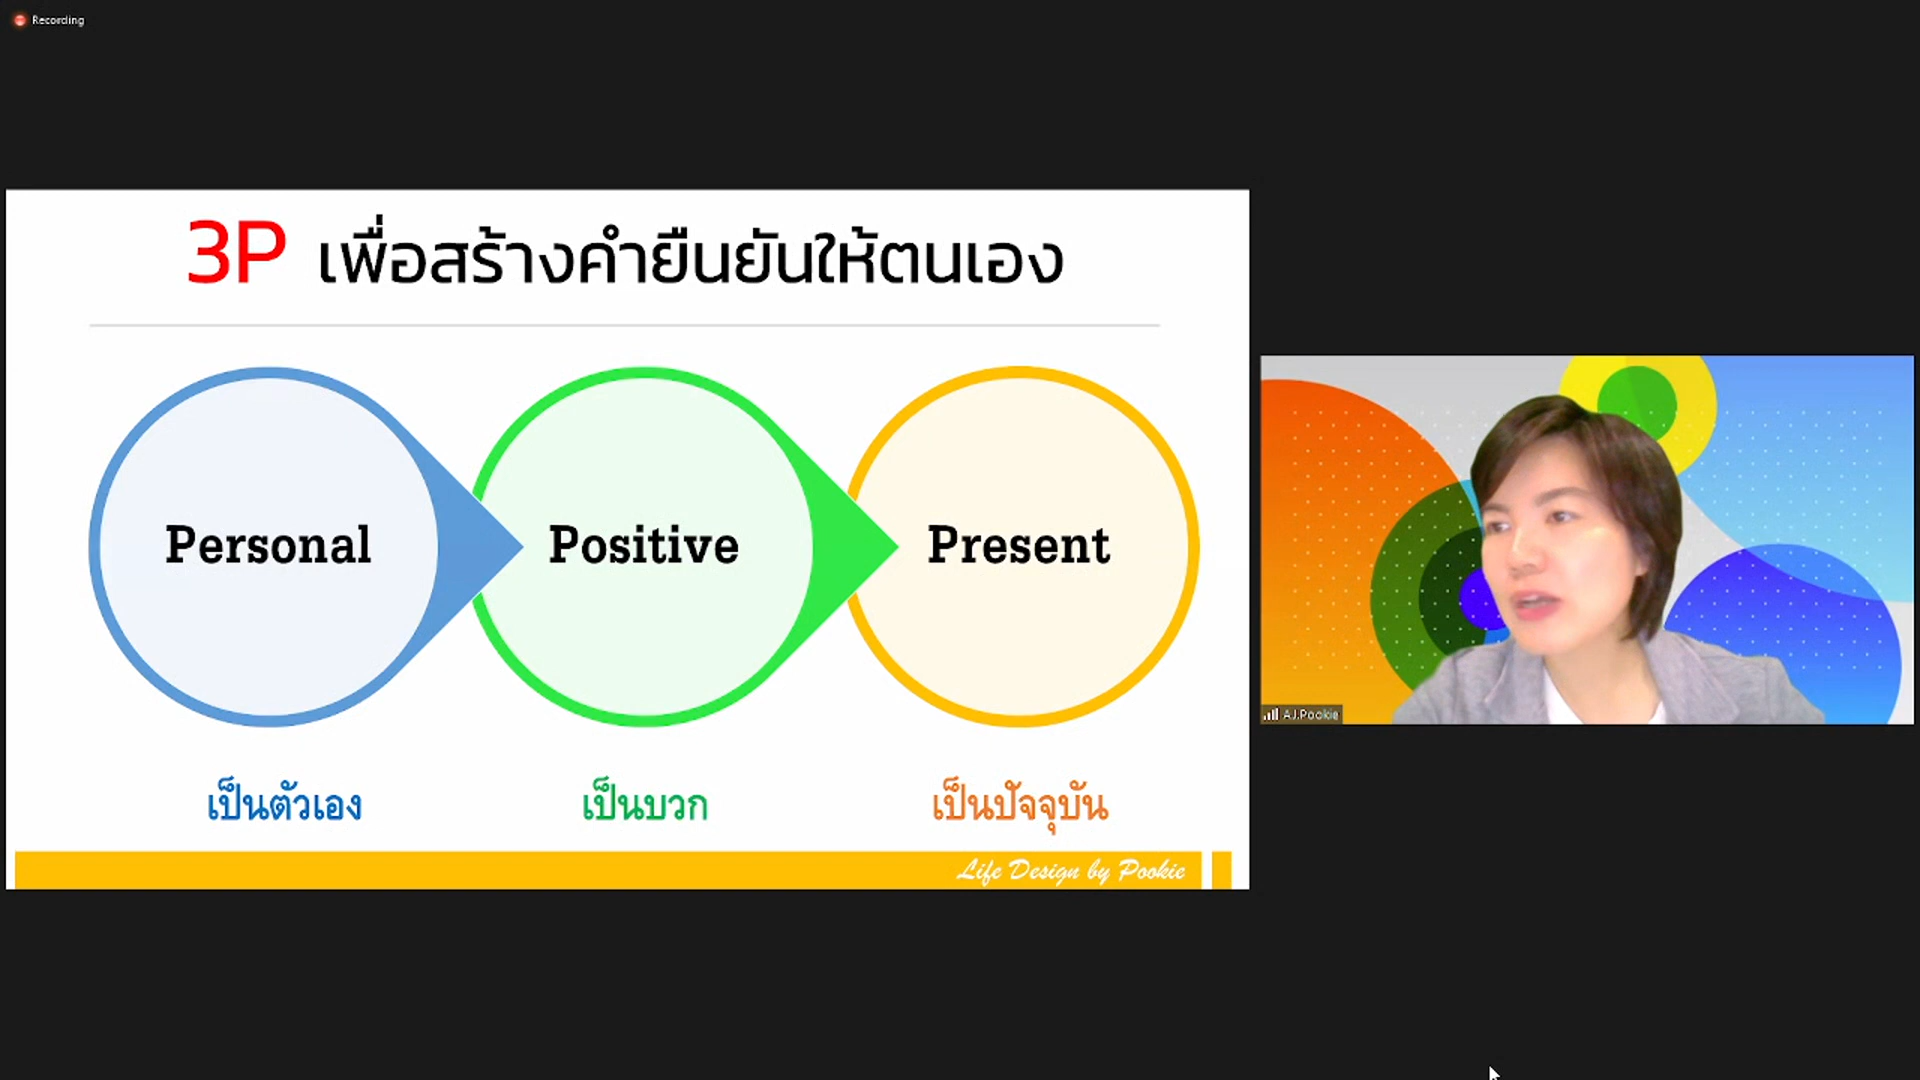 Recording
3P เพื่อสร้างคำยืนยันให้ตนเอง
Personal
Positive
Present
เป็นตัวเอง
เป็นบวก
เป็นปัจจุบัน
Life Design by Pookie
AJ.Pookie